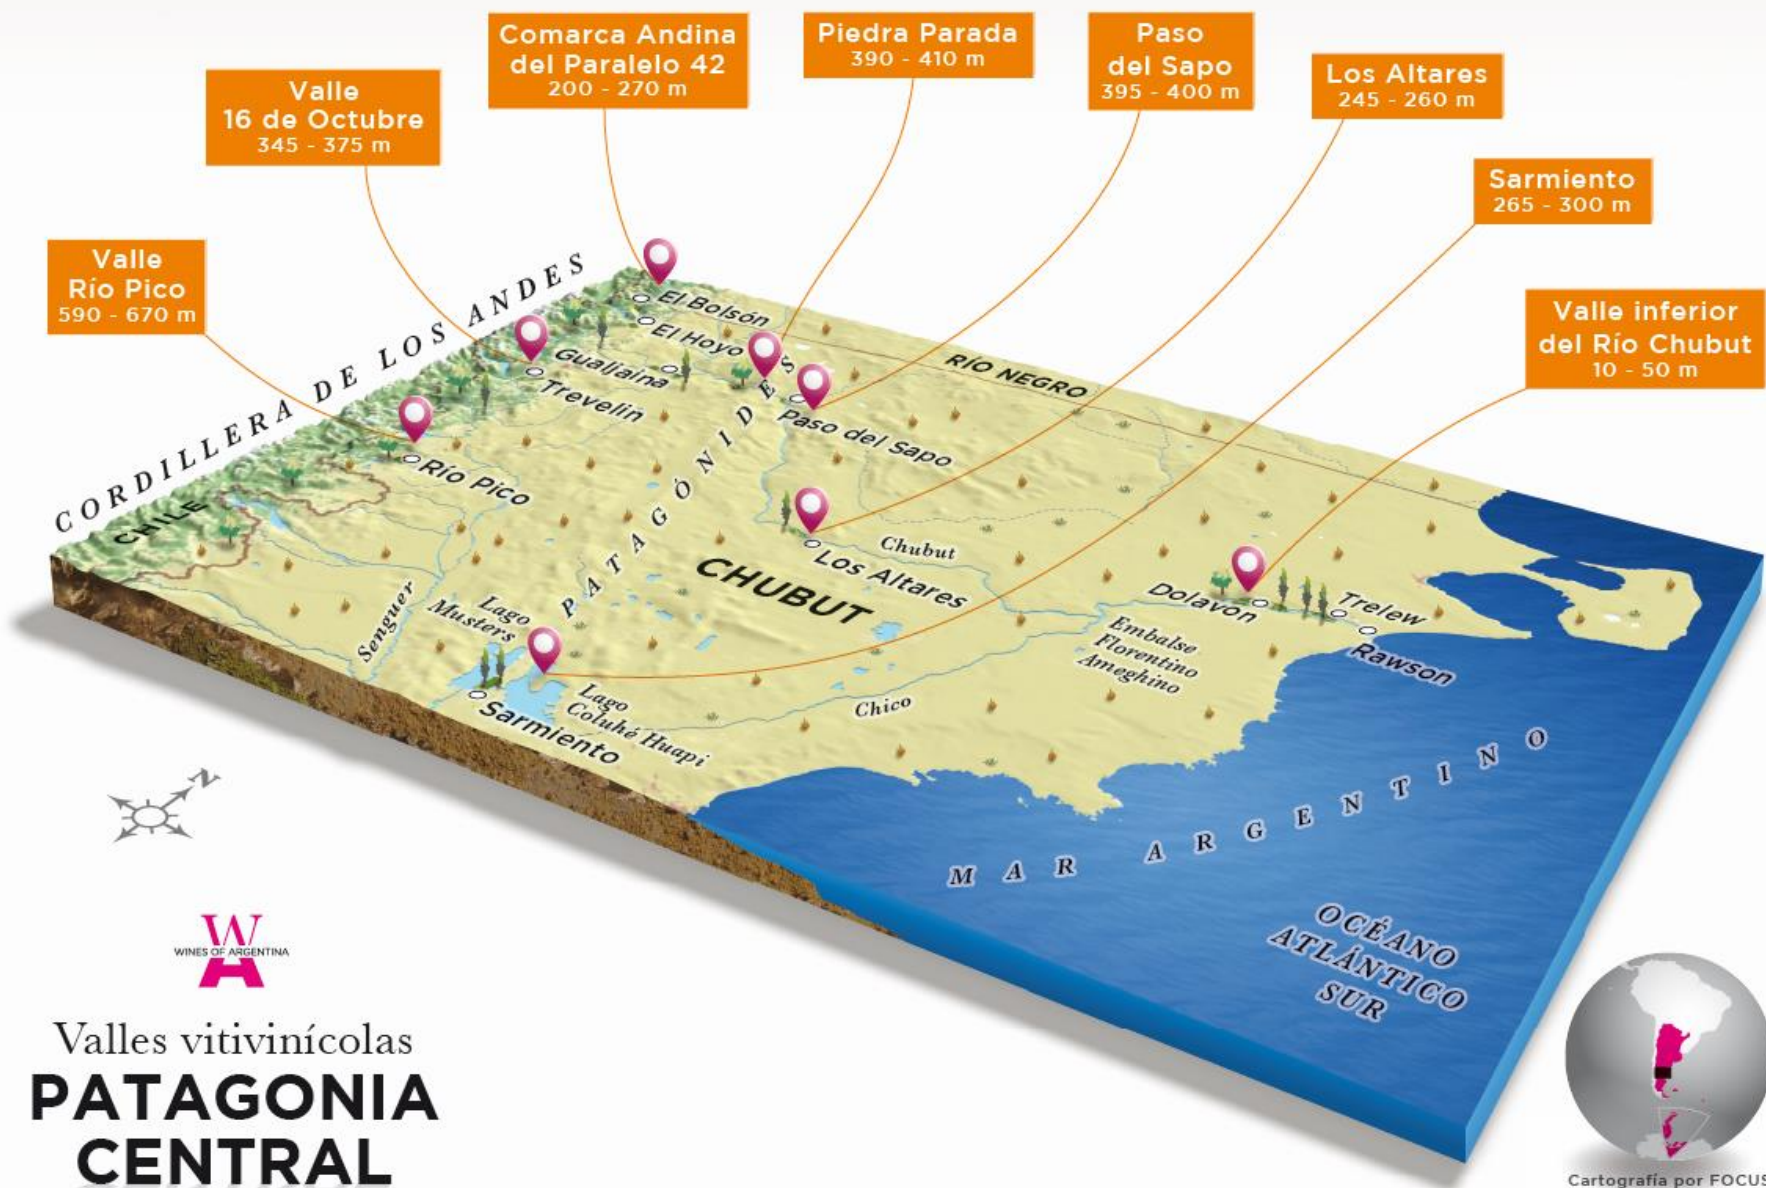 Comarca Andina
del Paralelo 42
200 - 270 m
Piedra Parada
390 - 410 m
Paso
del Sapo
395 - 400 m
Los Altares
245 - 260 m
Valle
16 de Octubre
345 - 375 m
Sarmiento
265 - 300 m
Valle
Río Pico
590 - 670 m
Valle inferior
del Río Chubut
10 - 50 m
CORDILLERA DE LOS ANDES
CHILE
El Bolsón
El Hoyo
Gualjaina
Trevelin
Río Pico
RÍO NEGRO
PATAGÓNIDES
Paso del Sapo
Los Altares
Chubut
CHUBUT
Senguer
Lago
Musters
Sarmiento
Lago
Coluhé Huapi
Chico
Dolavon
Trelew
Rawson
Embalse
Florentino
Ameghino
MAR ARGENTINO
OCÉANO
ATLÁNTICO
SUR
N
WA
WINES OF ARGENTINA
Valles vitivinícolas
PATAGONIA
CENTRAL
Cartografía por FOCUS